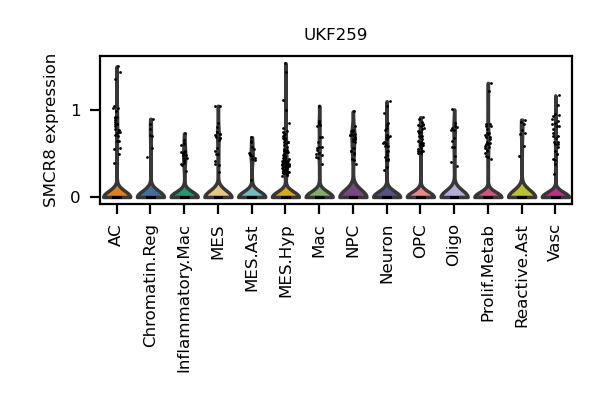 UKF259
SMCR8 expression
1
0
AC
Chromatin.Reg
Inflammatory.Mac
MES
MES.Ast
MES.Hyp
Mac
NPC
Neuron
OPC
Oligo
Prolif.Metab
Reactive.Ast
Vasc